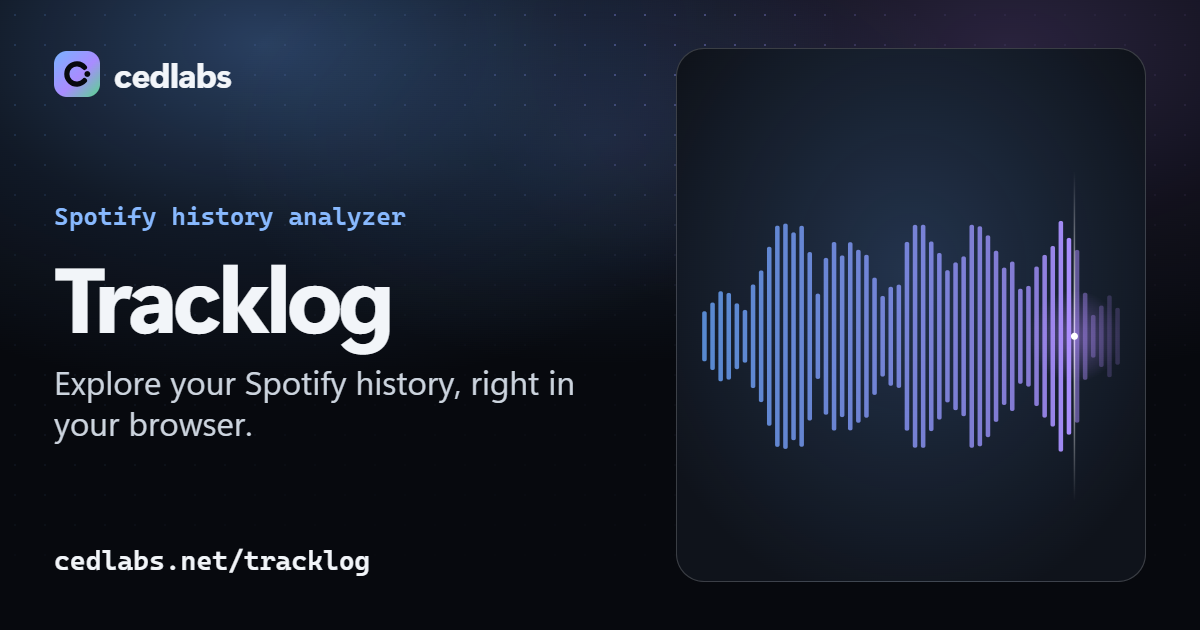 cedlabs
Spotify history analyzer
Tracklog
Explore your Spotify history, right in
your browser.
cedlabs.net/tracklog